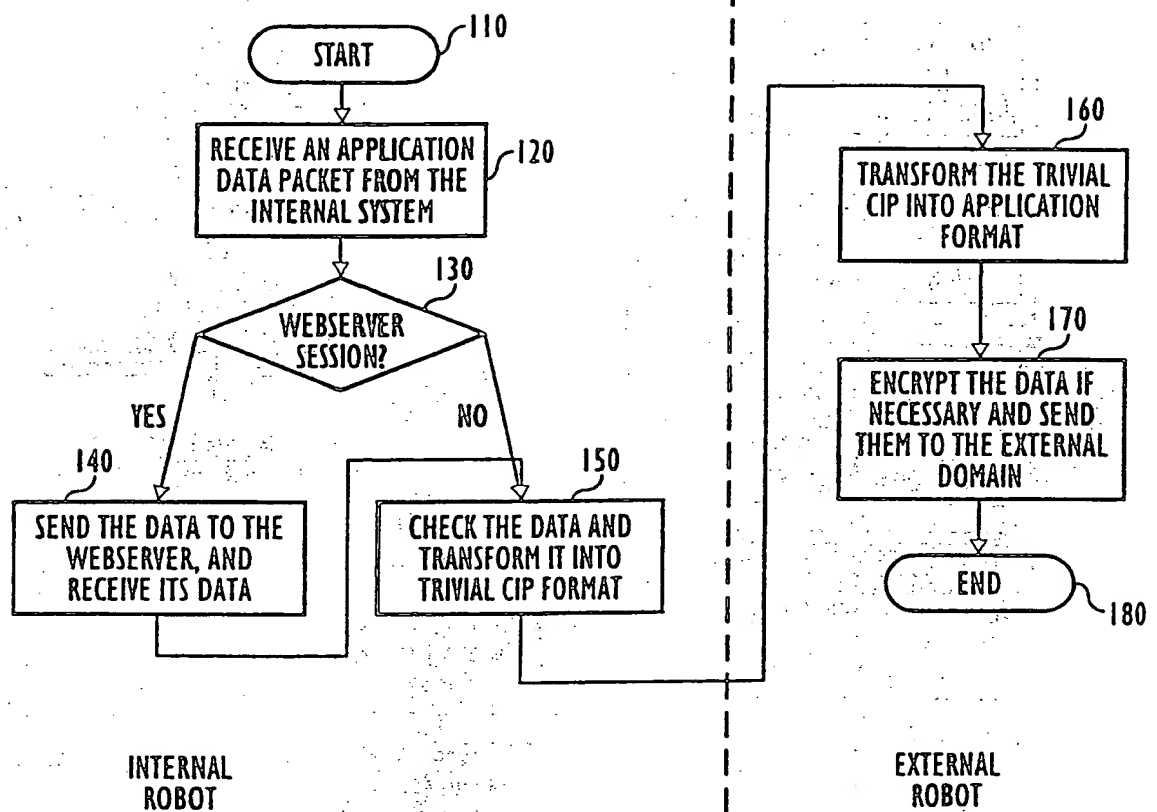 START
110
RECEIVE AN APPLICATION
DATA PACKET FROM THE
INTERNAL SYSTEM
120
130
WEBSERVER
SESSION?
YES
NO
140
SEND THE DATA TO THE
WEBSERVER, AND
RECEIVE ITS DATA
150
CHECK THE DATA AND
TRANSFORM IT INTO
TRIVIAL CIP FORMAT
160
TRANSFORM THE TRIVIAL
CIP INTO APPLICATION
FORMAT
170
ENCRYPT THE DATA IF
NECESSARY AND SEND
THEM TO THE EXTERNAL
DOMAIN
END
180
INTERNAL
ROBOT
EXTERNAL
ROBOT